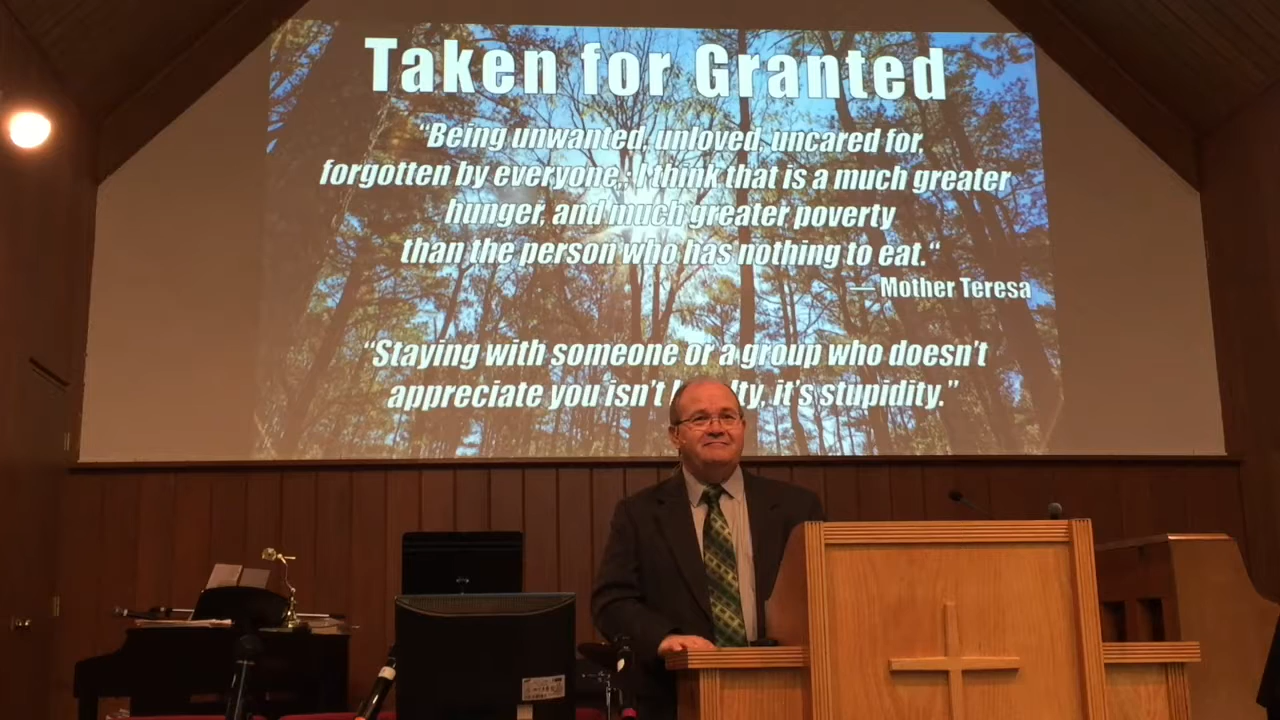 Taken for Granted
“Being unwanted, unloved, uncared for,
forgotten by everyone, I think that is a much greater
hunger, and much greater poverty
than the person who has nothing to eat.“
— Mother Teresa
“Staying with someone or a group who doesn’t
appreciate you isn’t it’s stupidity.”